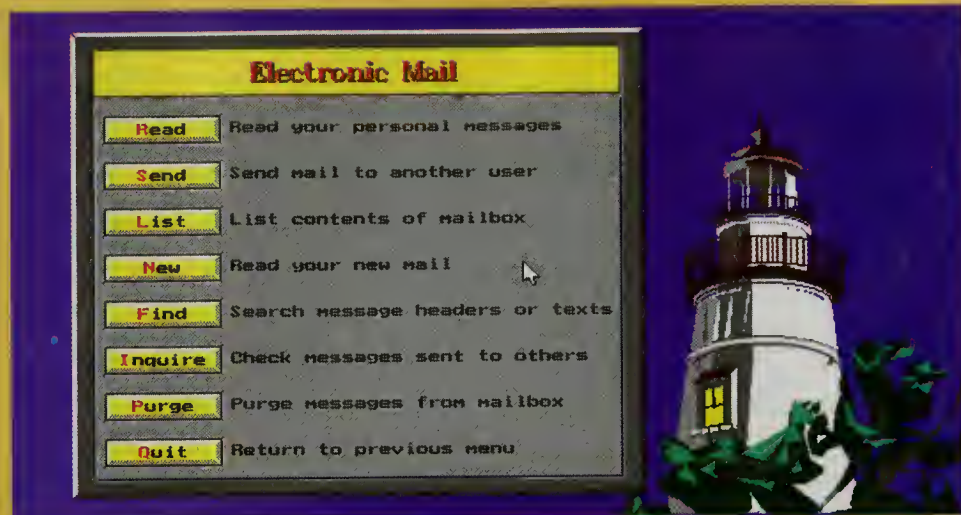 Electronic Mail
Read Read your personal messages
Send Send mail to another user
List List contents of mailbox
New Read your new mail
Find Search message headers or texts
Inquire Check messages sent to others
Purge Purge messages from mailbox
Quit Return to previous menu